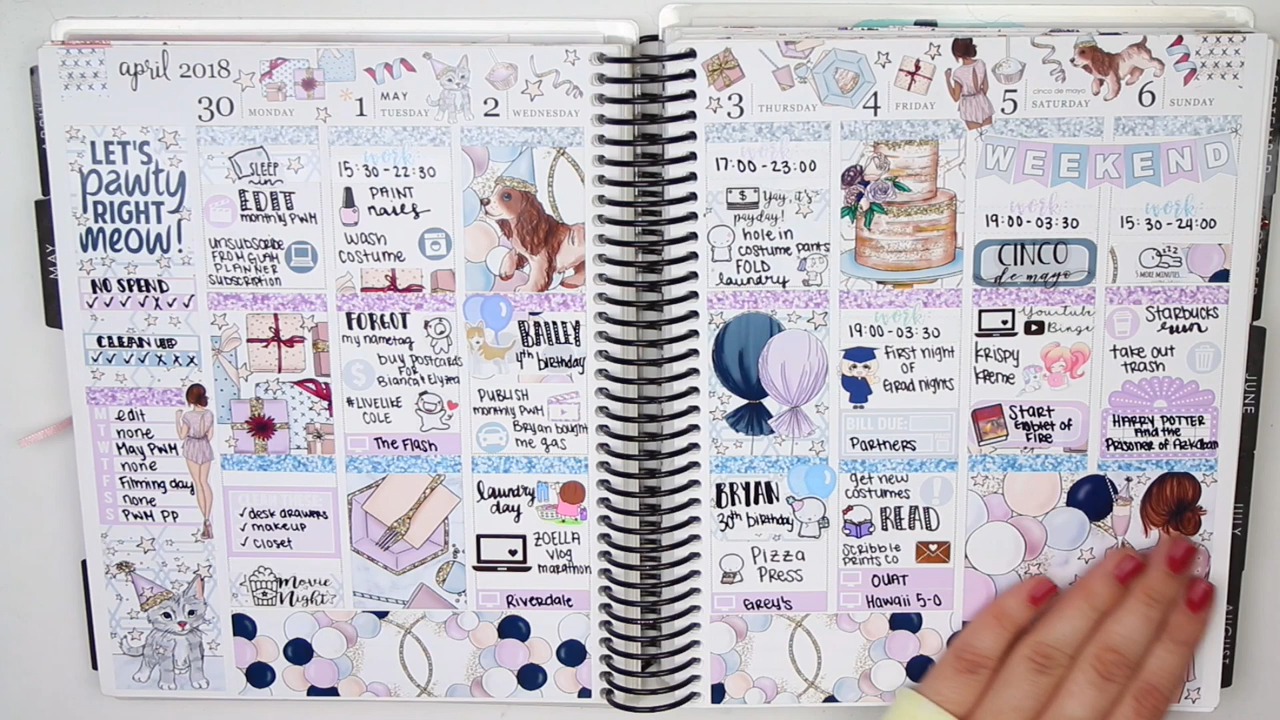 april 2018
30 MONDAY
1 MAY TUESDAY
2 WEDNESDAY
3 THURSDAY
4 FRIDAY
cinco de mayo
5 SATURDAY
6 SUNDAY
LET'S
pawty
RIGHT
meow!
NO SPEND
CLEAN UP
M edit
T none
W May PWM
T none
F Filming day
S none
S PWM PP
SLEEP
in
EDIT
monthly PWM
UNSUBSCRIBE
FROM GLAM
PLANNER
SUBSCRIPTION
✓ desk drawers
✓ makeup
✓ closet
Movie
Night?
work
15:30 - 22:30
PAINT
nails
wash
costume
FORGOT
my nametag
buy postcards
FOR
Bianca + Elysea
#LIVELIKE
COLE
The Flash
BAILEY
4th birthday
PUBLISH
monthly PWM
Bryan bought
me gas
laundry
day
ZOELLA
vlog
marathon
Riverdale
17:00 - 23:00
Yay, it's
payday!
hole in
costume pants
FOLD
laundry
BRYAN
30th birthday
Pizza
Press
Grey's
work
19:00 - 03:30
First night
of
Grad nights
BILL DUE:
Partners
get new
costumes
READ
Scribble
prints co
OUAT
Hawaii 5-0
WEEKEND
work
19:00 - 03:30
CINCO
de mayo
YouTube
Binge
Krispy
kreme
START
Goblet of
FIRE
work
15:30 - 24:00
5 MORE MINUTES...
Starbucks
run
take out
trash
HARRY POTTER
And the
Prisoner of Azkaban
MAY
JUNE
JULY
AUGUST